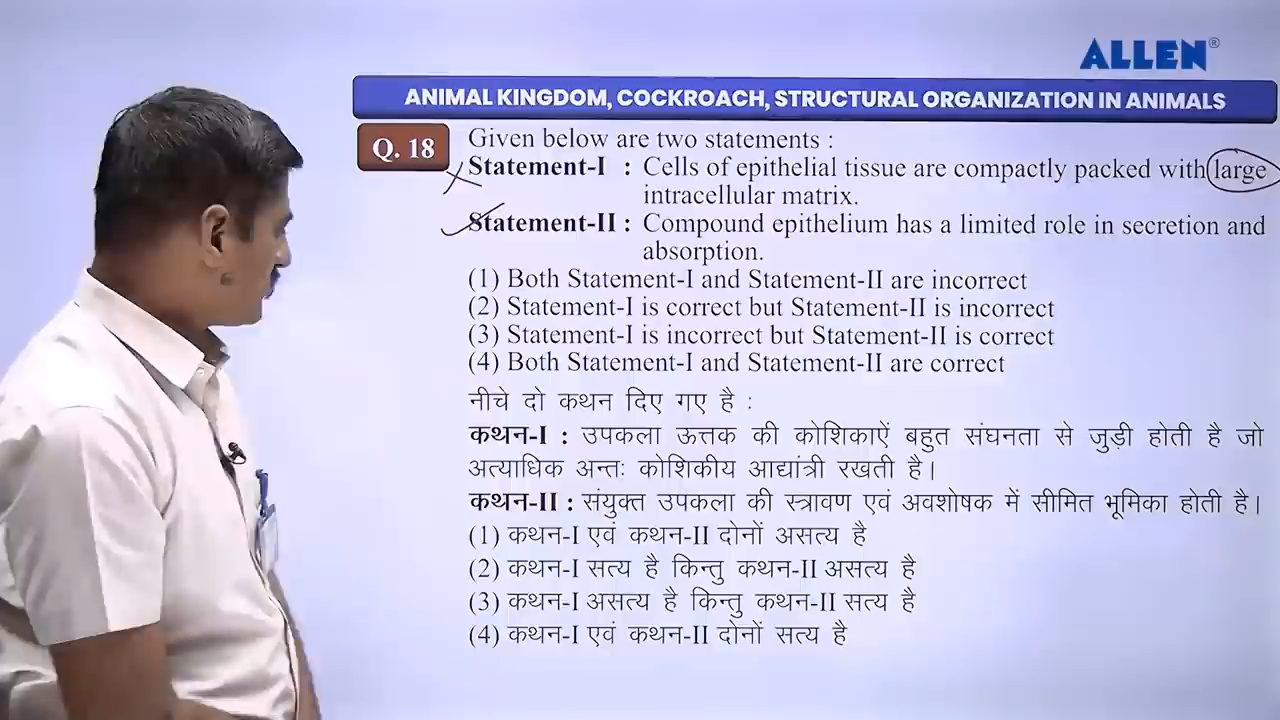 ALLEN®
ANIMAL KINGDOM, COCKROACH, STRUCTURAL ORGANIZATION IN ANIMALS
Q. 18 Given below are two statements :
Statement-I : Cells of epithelial tissue are compactly packed with large
intracellular matrix.
Statement-II : Compound epithelium has a limited role in secretion and
absorption.
(1) Both Statement-I and Statement-II are incorrect
(2) Statement-I is correct but Statement-II is incorrect
(3) Statement-I is incorrect but Statement-II is correct
(4) Both Statement-I and Statement-II are correct
नीचे दो कथन दिए गए है :
कथन-I : उपकला ऊत्तक की कोशिकाऐं बहुत संघनता से जुड़ी होती है जो
अत्याधिक अन्तः कोशिकीय आद्यांत्री रखती है।
कथन-II : संयुक्त उपकला की स्त्रावण एवं अवशोषक में सीमित भूमिका होती है।
(1) कथन-I एवं कथन-II दोनों असत्य है
(2) कथन-I सत्य है किन्तु कथन-II असत्य है
(3) कथन-I असत्य है किन्तु कथन-II सत्य है
(4) कथन-I एवं कथन-II दोनों सत्य है